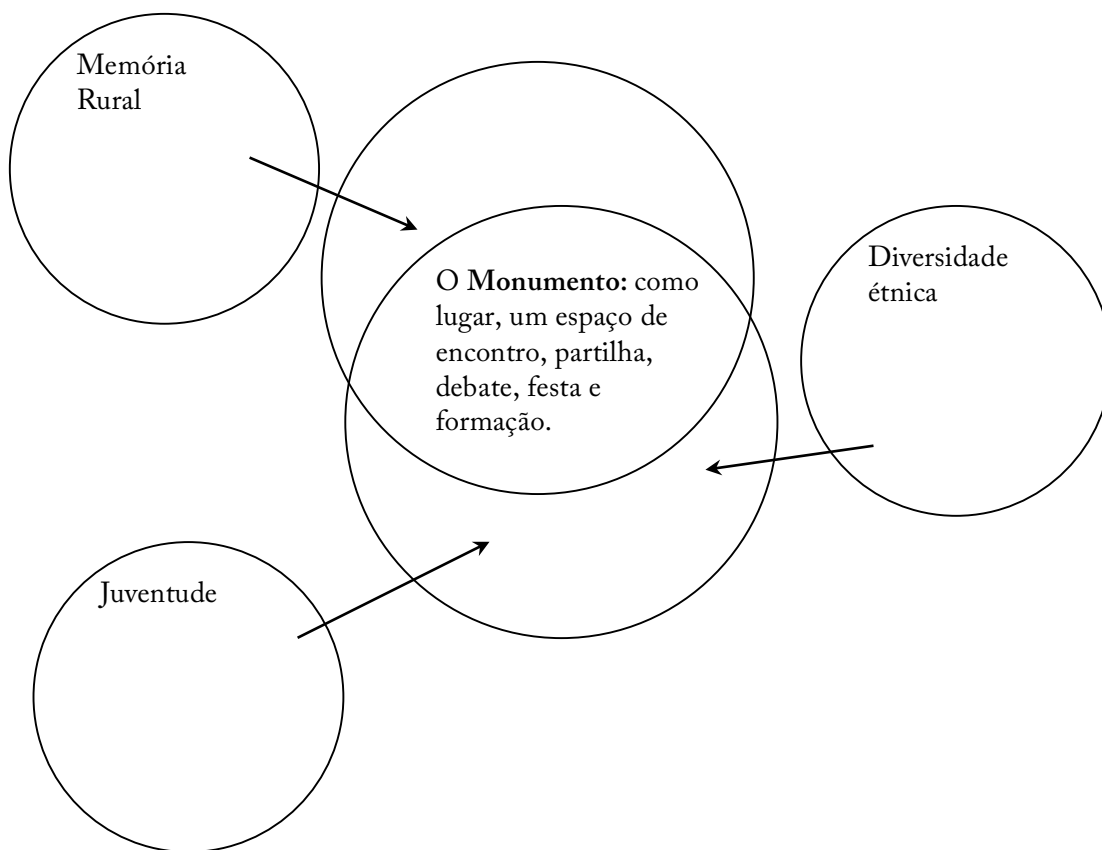 Memória
Rural
O Monumento: como
lugar, um espaço de
encontro, partilha,
debate, festa e
formação.
Diversidade
étnica
Juventude